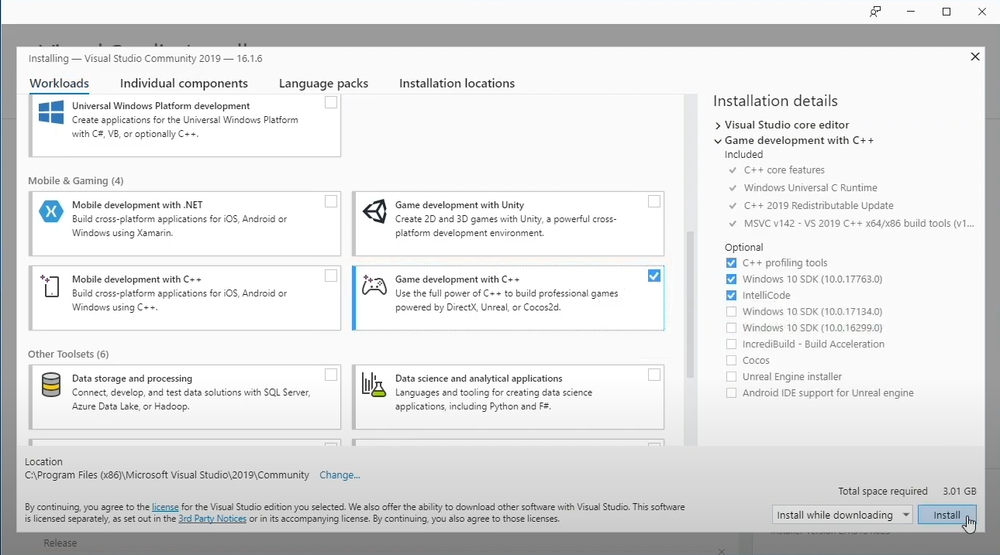 Installing — Visual Studio Community 2019 — 16.1.6
Workloads
Individual components
Language packs
Installation locations
Universal Windows Platform development
Create applications for the Universal Windows Platform
with C#, VB, or optionally C++.
Mobile & Gaming (4)
Mobile development with .NET
Build cross-platform applications for iOS, Android or
Windows using Xamarin.
Game development with Unity
Create 2D and 3D games with Unity, a powerful cross-
platform development environment.
Mobile development with C++
Build cross-platform applications for iOS, Android or
Windows using C++.
Game development with C++
Use the full power of C++ to build professional games
powered by DirectX, Unreal, or Cocos2d.
Other Toolsets (6)
Data storage and processing
Connect, develop, and test data solutions with SQL Server,
Azure Data Lake, or Hadoop.
Data science and analytical applications
Languages and tooling for creating data science
applications, including Python and F#.
Installation details
Visual Studio core editor
Game development with C++
Included
C++ core features
Windows Universal C Runtime
C++ 2019 Redistributable Update
MSVC v142 - VS 2019 C++ x64/x86 build tools (v1...
Optional
C++ profiling tools
Windows 10 SDK (10.0.17763.0)
IntelliCode
Windows 10 SDK (10.0.17134.0)
Windows 10 SDK (10.0.16299.0)
IncrediBuild - Build Acceleration
Cocos
Unreal Engine installer
Android IDE support for Unreal engine
Location
C:\Program Files (x86)\Microsoft Visual Studio\2019\Community Change...
Total space required 3.01 GB
By continuing, you agree to the license for the Visual Studio edition you selected. We also offer the ability to download other software with Visual Studio. This software
is licensed separately, as set out in the 3rd Party Notices or in its accompanying license. By continuing, you also agree to those licenses.
Install while downloading
Install
Release